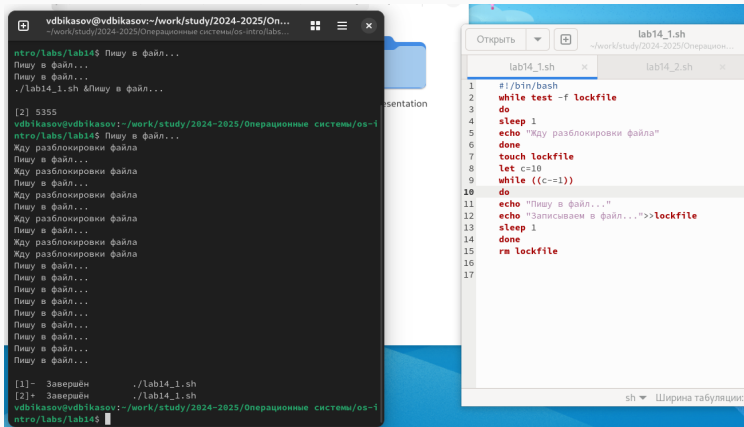 vdbikasov@vdbikasov:~/work/study/2024-2025/Оп...
~/work/study/2024-2025/Операционные системы/os-intro/labs...
ntro/labs/lab14$ Пишу в файл...
Пишу в файл...
Пишу в файл...
./lab14_1.sh &Пишу в файл...
[2] 5355
vdbikasov@vdbikasov:~/work/study/2024-2025/Операционные системы/os-i
ntro/labs/lab14$ Пишу в файл...
Жду разблокировки файла
Пишу в файл...
Жду разблокировки файла
Жду разблокировки файла
Пишу в файл...
Жду разблокировки файла
Пишу в файл...
Жду разблокировки файла
Жду разблокировки файла
Пишу в файл...
Жду разблокировки файла
Жду разблокировки файла
Пишу в файл...
Пишу в файл...
Пишу в файл...
Пишу в файл...
Пишу в файл...
Пишу в файл...
Пишу в файл...
Пишу в файл...
Пишу в файл...
[1]- Завершён ./lab14_1.sh
[2]+ Завершён ./lab14_1.sh
vdbikasov@vdbikasov:~/work/study/2024-2025/Операционные системы/os-i
ntro/labs/lab14$
esentation
Открыть
lab14_1.sh
~/work/study/2024-2025/Операцион...
lab14_1.sh × lab14_2.sh ×
1 #!/bin/bash
2 while test -f lockfile
3 do
4 sleep 1
5 echo "Жду разблокировки файла"
6 done
7 touch lockfile
8 let c=10
9 while ((c-=1))
10 do
11 echo "Пишу в файл..."
12 echo "Записываем в файл...">>lockfile
13 sleep 1
14 done
15 rm lockfile
16
17
sh Ширина табуляции: